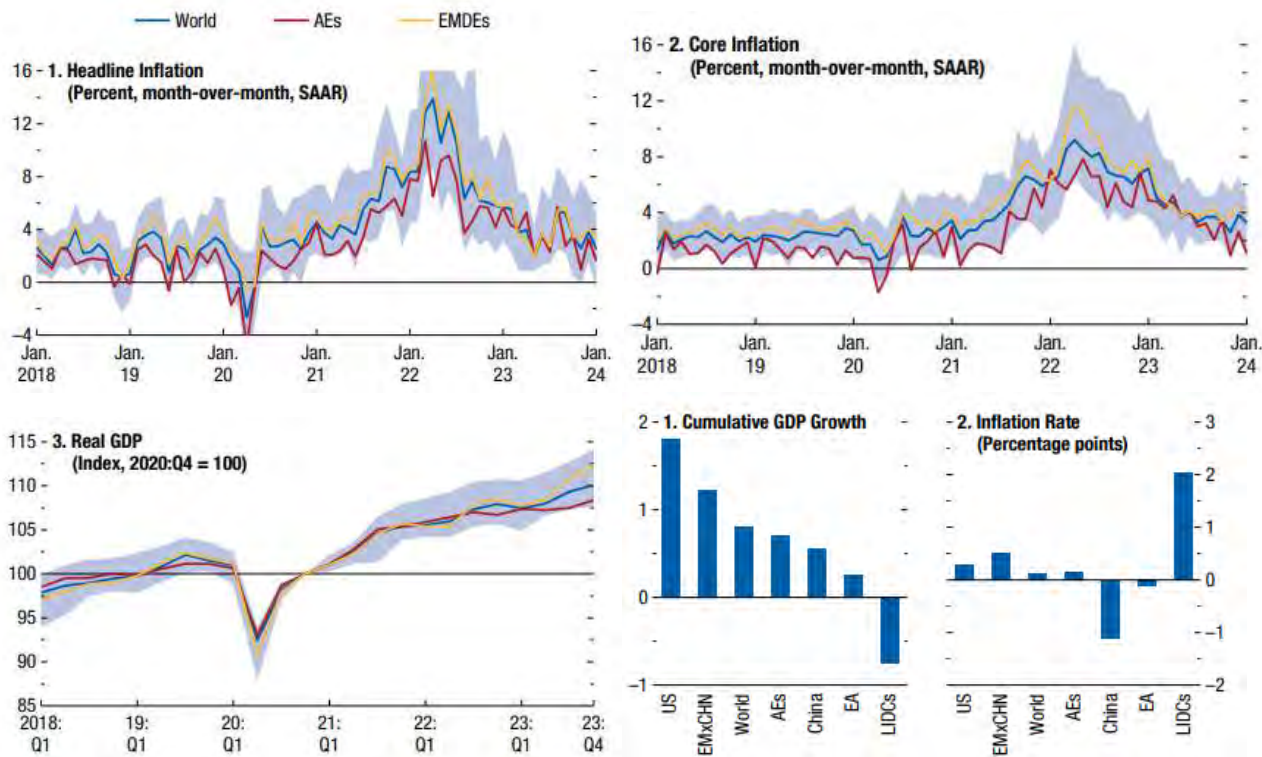 World AEs EMDEs
1. Headline Inflation
(Percent, month-over-month, SAAR)
16
12
8
4
0
–4
Jan. 2018
Jan. 19
Jan. 20
Jan. 21
Jan. 22
Jan. 23
Jan. 24
2. Core Inflation
(Percent, month-over-month, SAAR)
16
12
8
4
0
–4
Jan. 2018
Jan. 19
Jan. 20
Jan. 21
Jan. 22
Jan. 23
Jan. 24
3. Real GDP
(Index, 2020:Q4 = 100)
115
110
105
100
95
90
85
2018: Q1
19: Q1
20: Q1
21: Q1
22: Q1
23: Q1
23: Q4
1. Cumulative GDP Growth
2
1
0
–1
US
EMxCHN
World
AEs
China
EA
LIDCs
2. Inflation Rate
(Percentage points)
3
2
1
0
–1
–2
US
EMxCHN
World
AEs
China
EA
LIDCs